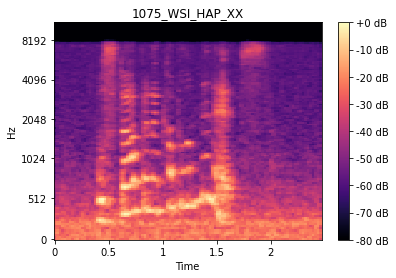 1075_WSI_HAP_XX
8192
4096
2048
1024
512
0
Hz
0
0.5
1
1.5
2
Time
+0 dB
-10 dB
-20 dB
-30 dB
-40 dB
-50 dB
-60 dB
-70 dB
-80 dB